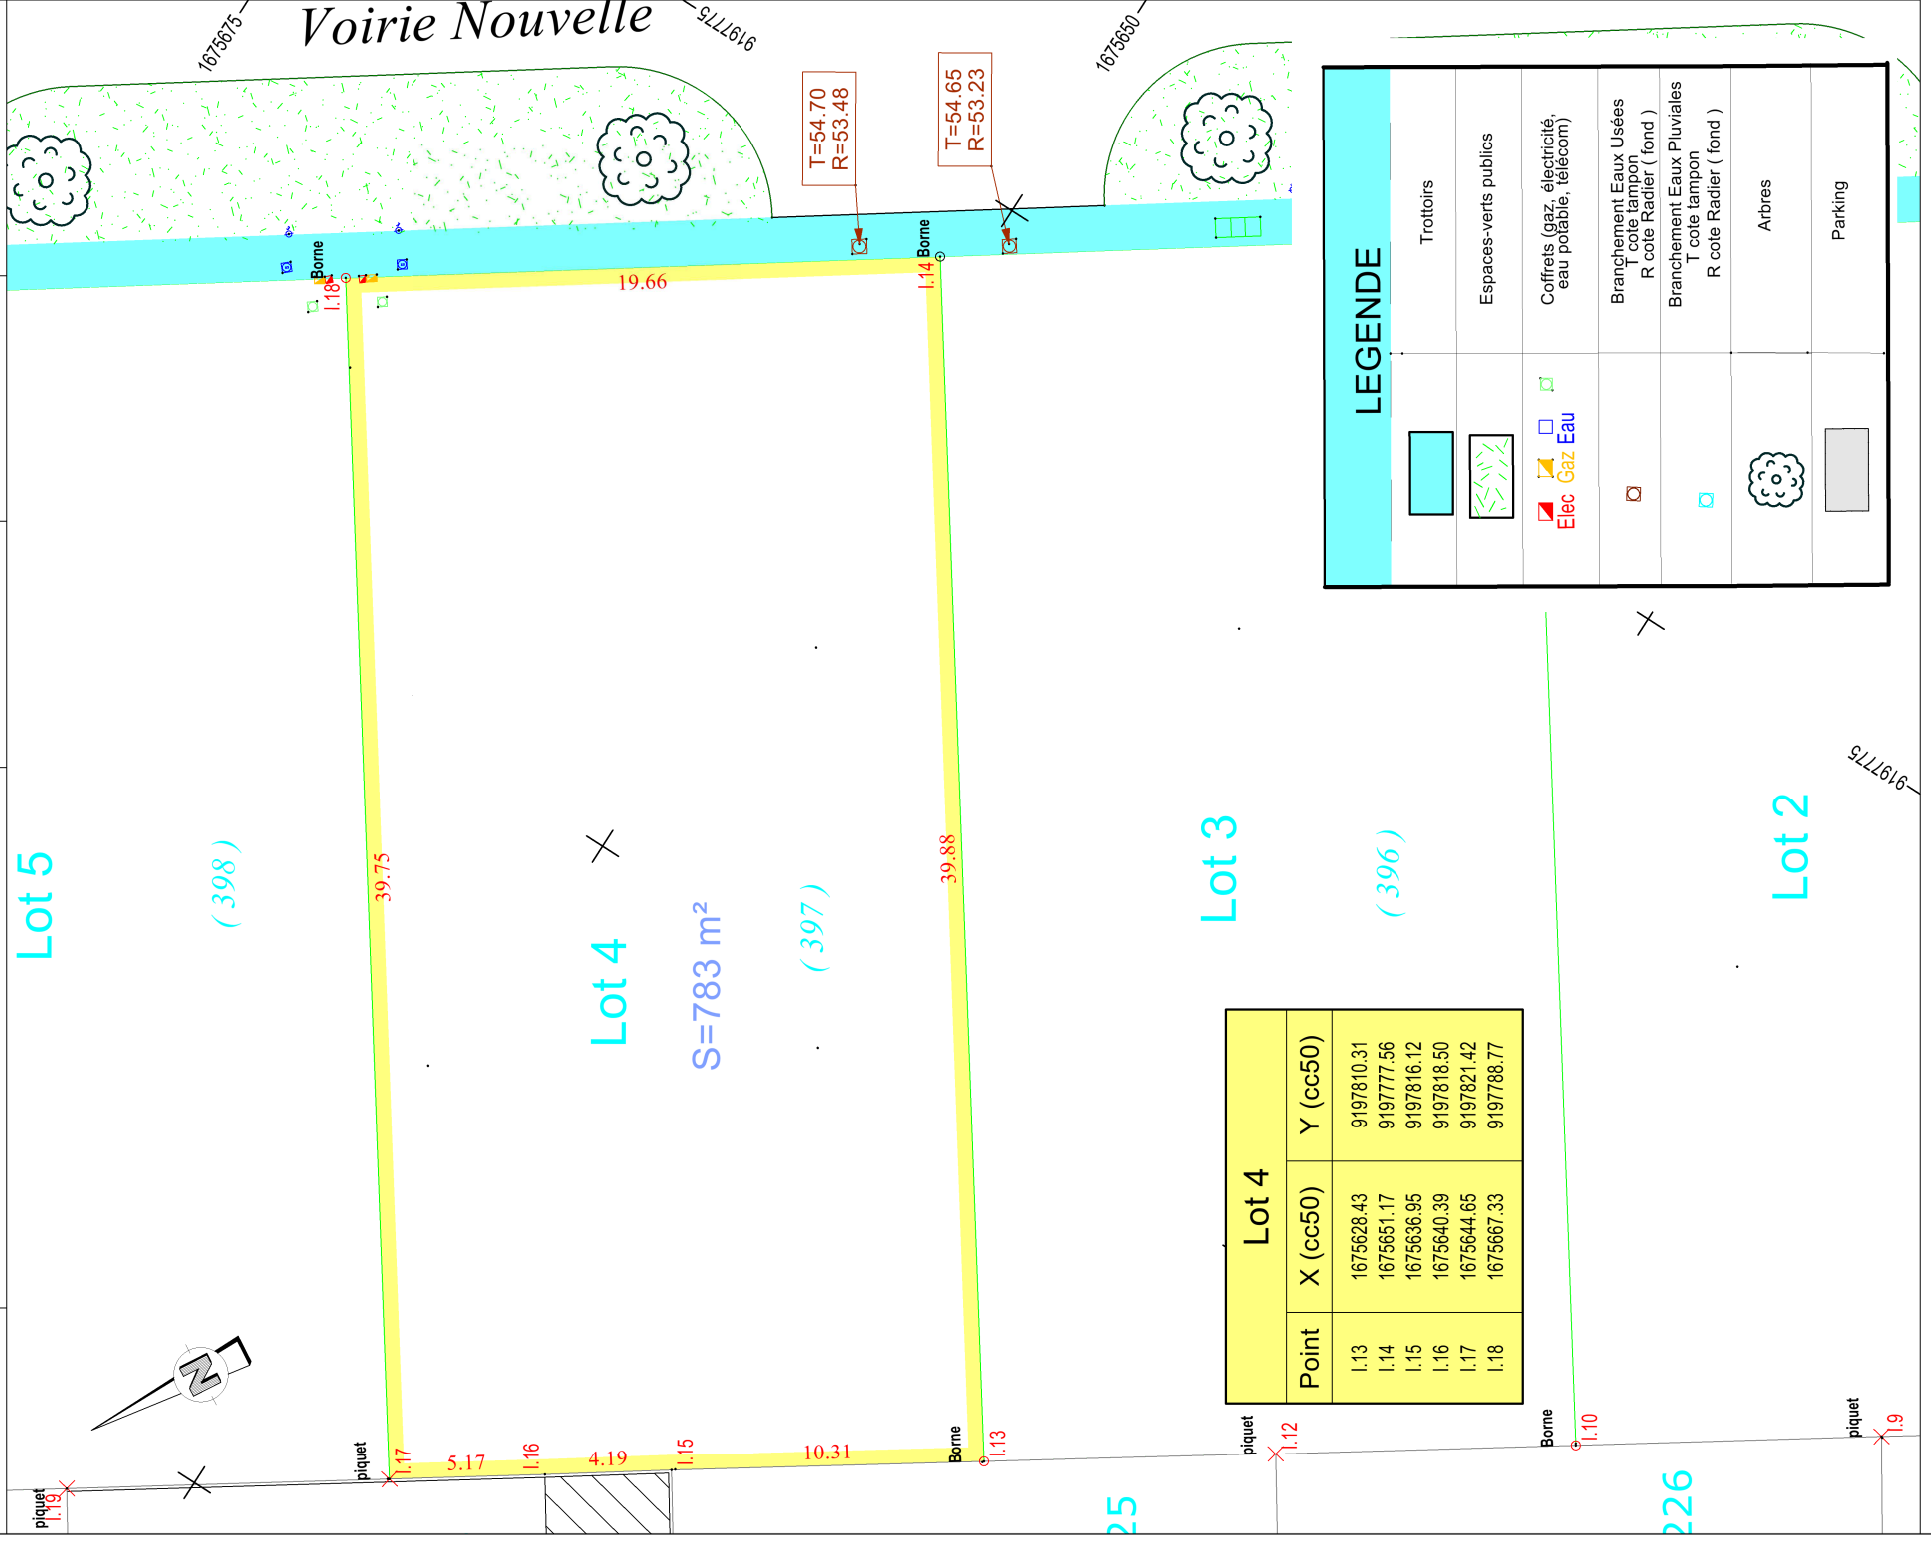 Voirie Nouvelle
1675675
9197775
1675650
9197775
T=54.70
R=53.48
T=54.65
R=53.23
Borne
I.18
19.66
Borne
I.14
39.75
39.88
Lot 5
( 398 )
Lot 4
S=783 m²
( 397 )
Lot 3
( 396 )
Lot 2
N
piquet
I.19
piquet
I.17
5.17
I.16
4.19
I.15
10.31
Borne
I.13
piquet
I.12
Borne
I.10
piquet
I.9
25
226
LEGENDE
Trottoirs
Espaces-verts publics
Elec Gaz Eau
Coffrets (gaz, électricité,
eau potable, télécom)
Branchement Eaux Usées
T cote tampon
R cote Radier ( fond )
Branchement Eaux Pluviales
T cote tampon
R cote Radier ( fond )
Arbres
Parking
Lot 4
Point X (cc50) Y (cc50)
I.13 1675628.43 9197810.31
I.14 1675651.17 9197777.56
I.15 1675636.95 9197816.12
I.16 1675640.39 9197818.50
I.17 1675644.65 9197821.42
I.18 1675667.33 9197788.77